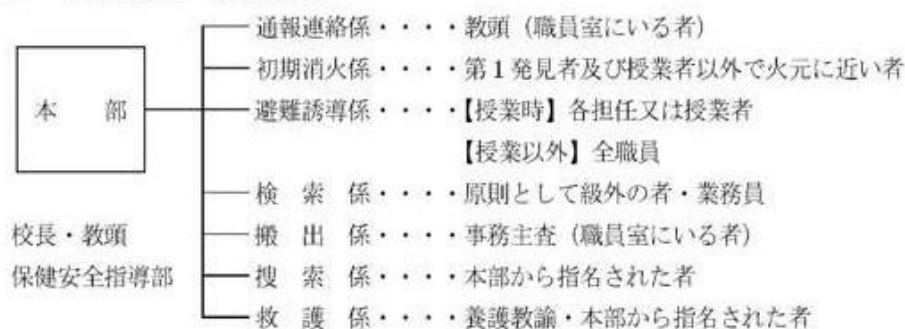 通報連絡係・・・・教頭（職員室にいる者）
初期消火係・・・・第1発見者及び授業者以外で火元に近い者
本　部
避難誘導係・・・・【授業時】各担任又は授業者
【授業以外】全職員
検　索　係・・・・原則として級外の者・業務員
校長・教頭
搬　出　係・・・・事務主査（職員室にいる者）
保健安全指導部
捜　索　係・・・・本部から指名された者
救　護　係・・・・養護教諭・本部から指名された者